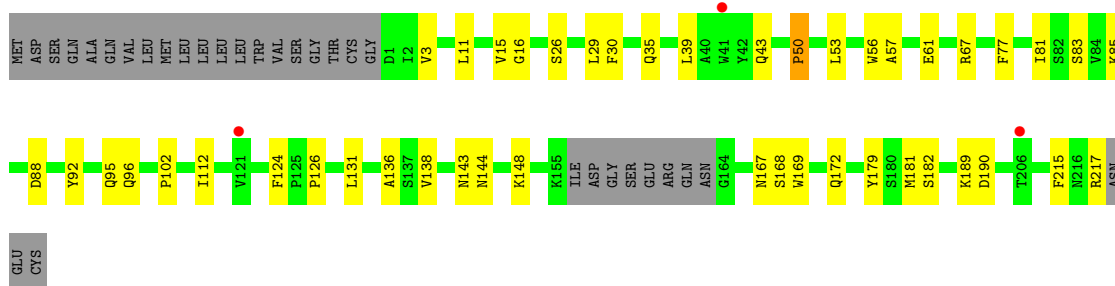 MET ASP SER GLN ALA GLN VAL LEU MET LEU LEU LEU LEU LEU TRP VAL SER GLY THR CYS GLY D1 I2 V3 L11 V15 G16 S26 L29 F30 Q35 L39 A40 W41 Y42 Q43 P50 L53 W56 A57 E61 R67 F77 I81 S82 S83 V84 K85
D88 Y92 Q95 Q96 P102 I112 V121 F124 P125 P126 L131 A136 S137 V138 N143 N144 K148 K155 ILE ASP GLY SER GLU ARG GLN ASN G164 N167 S168 W169 Q172 Y179 S180 M181 S182 K189 D190 T206 F215 N216 R217 ASN
GLU CYS